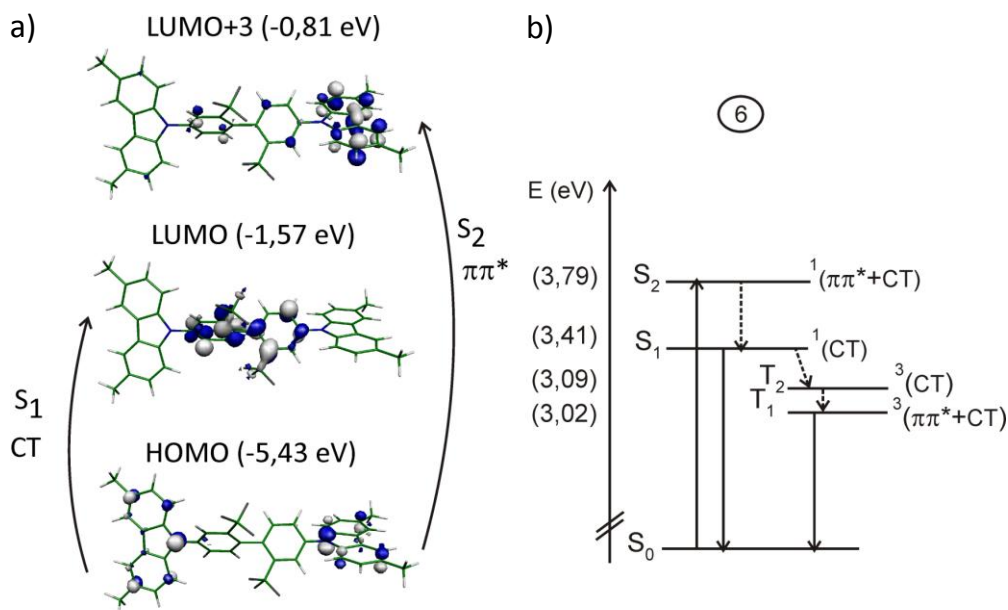 a)
LUMO+3 (-0,81 eV)
LUMO (-1,57 eV)
HOMO (-5,43 eV)
S1
CT
S2
ππ*
b)
6
E (eV)
(3,79) S2 ¹(ππ*+CT)
(3,41) S1 ¹(CT)
(3,09) T2 ³(CT)
(3,02) T1 ³(ππ*+CT)
S0